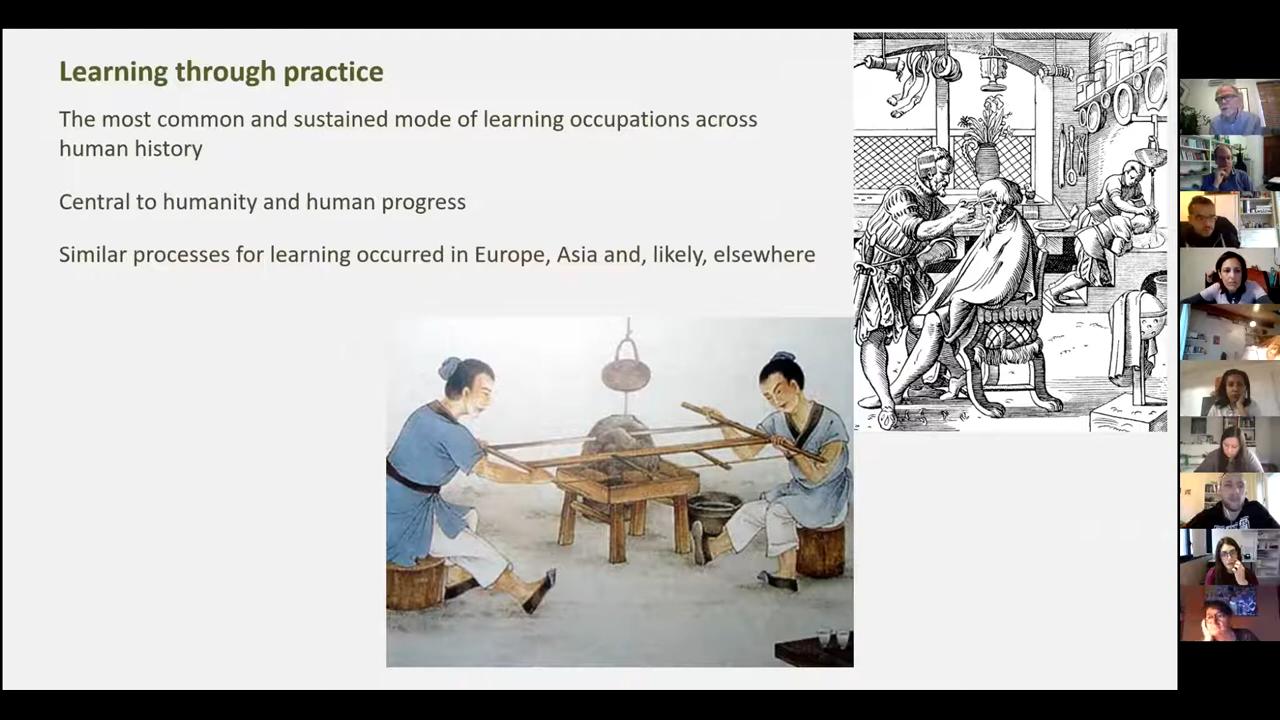 Learning through practice
The most common and sustained mode of learning occupations across
human history
Central to humanity and human progress
Similar processes for learning occurred in Europe, Asia and, likely, elsewhere